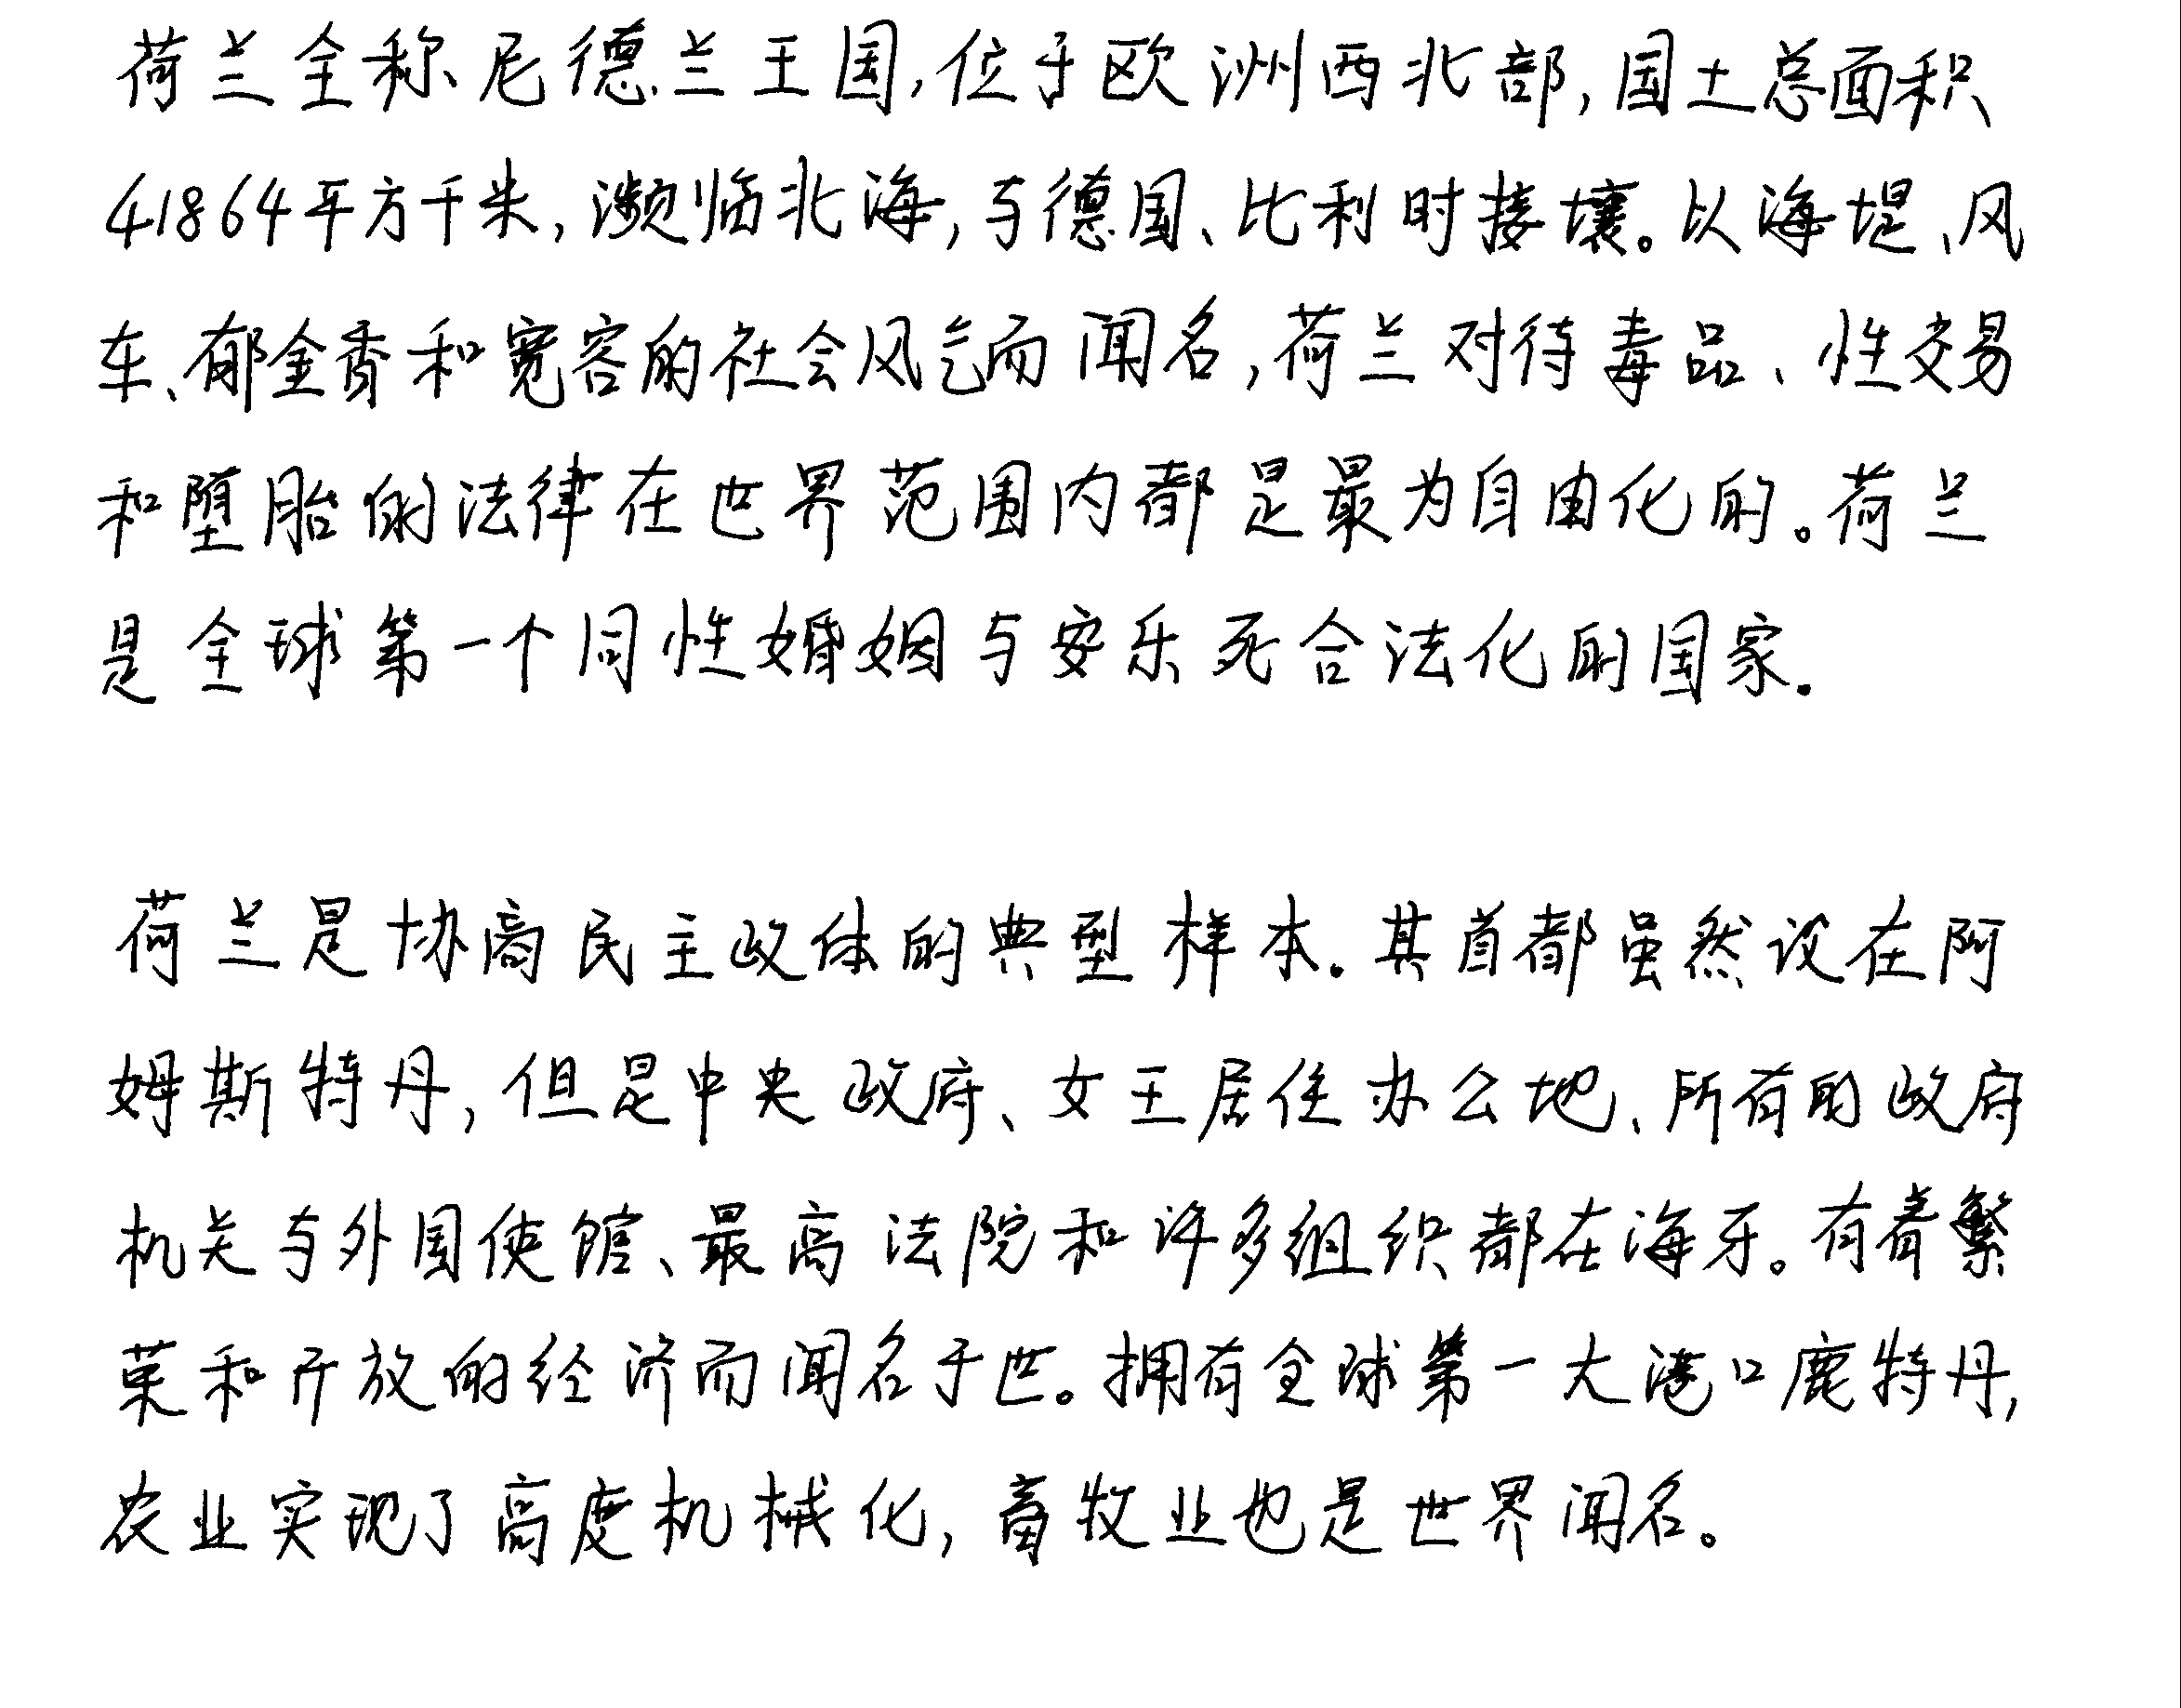 荷兰全称尼德兰王国,位于欧洲西北部,国土总面积
41864平方千米,濒临北海,与德国、比利时接壤。以海堤、风
车、郁金香和宽容的社会风气而闻名,荷兰对待毒品、性交易
和堕胎的法律在世界范围内都是最为自由化的。荷兰
是全球第一个同性婚姻与安乐死合法化的国家.
荷兰是协商民主政体的典型样本.其首都虽然设在阿
姆斯特丹,但是中央政府、女王居住办公地、所有的政府
机关与外国使馆、最高法院和许多组织都在海牙。有着繁
荣和开放的经济而闻名于世。拥有全球第一大港口鹿特丹,
农业实现了高度机械化,畜牧业也是世界闻名。